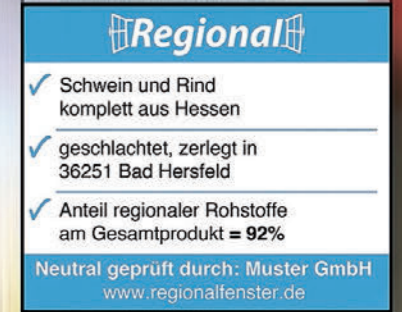 Regional
Schwein und Rind
komplett aus Hessen
geschlachtet, zerlegt in
36251 Bad Hersfeld
Anteil regionaler Rohstoffe
am Gesamtprodukt = 92%
Neutral geprüft durch: Muster GmbH
www.regionalfenster.de